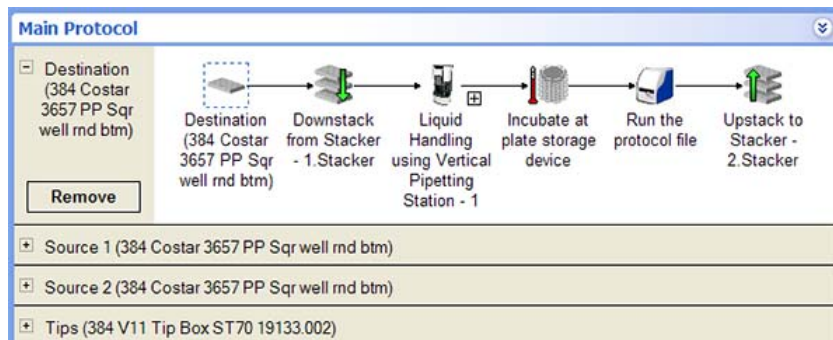 Main Protocol
Destination
(384 Costar
3657 PP Sqr
well rnd btm)
Remove
Destination
(384 Costar
3657 PP Sqr
well rnd btm)
Downstack
from Stacker
- 1.Stacker
Liquid
Handling
using Vertical
Pipetting
Station - 1
Incubate at
plate storage
device
Run the
protocol file
Upstack to
Stacker -
2.Stacker
Source 1 (384 Costar 3657 PP Sqr well rnd btm)
Source 2 (384 Costar 3657 PP Sqr well rnd btm)
Tips (384 V11 Tip Box ST70 19133.002)